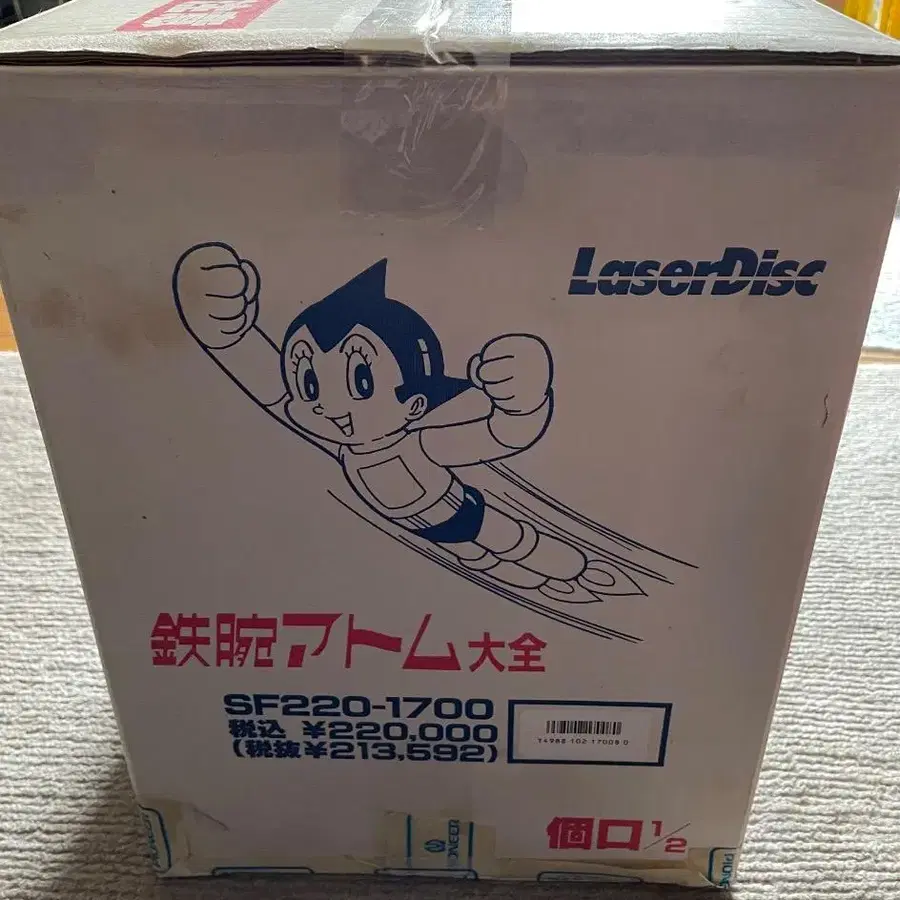 LaserDisc
鉄腕アトム大全
SF220-1700
税込 ¥220,000
(税抜¥213,592)
個口 1/2
PIONEER